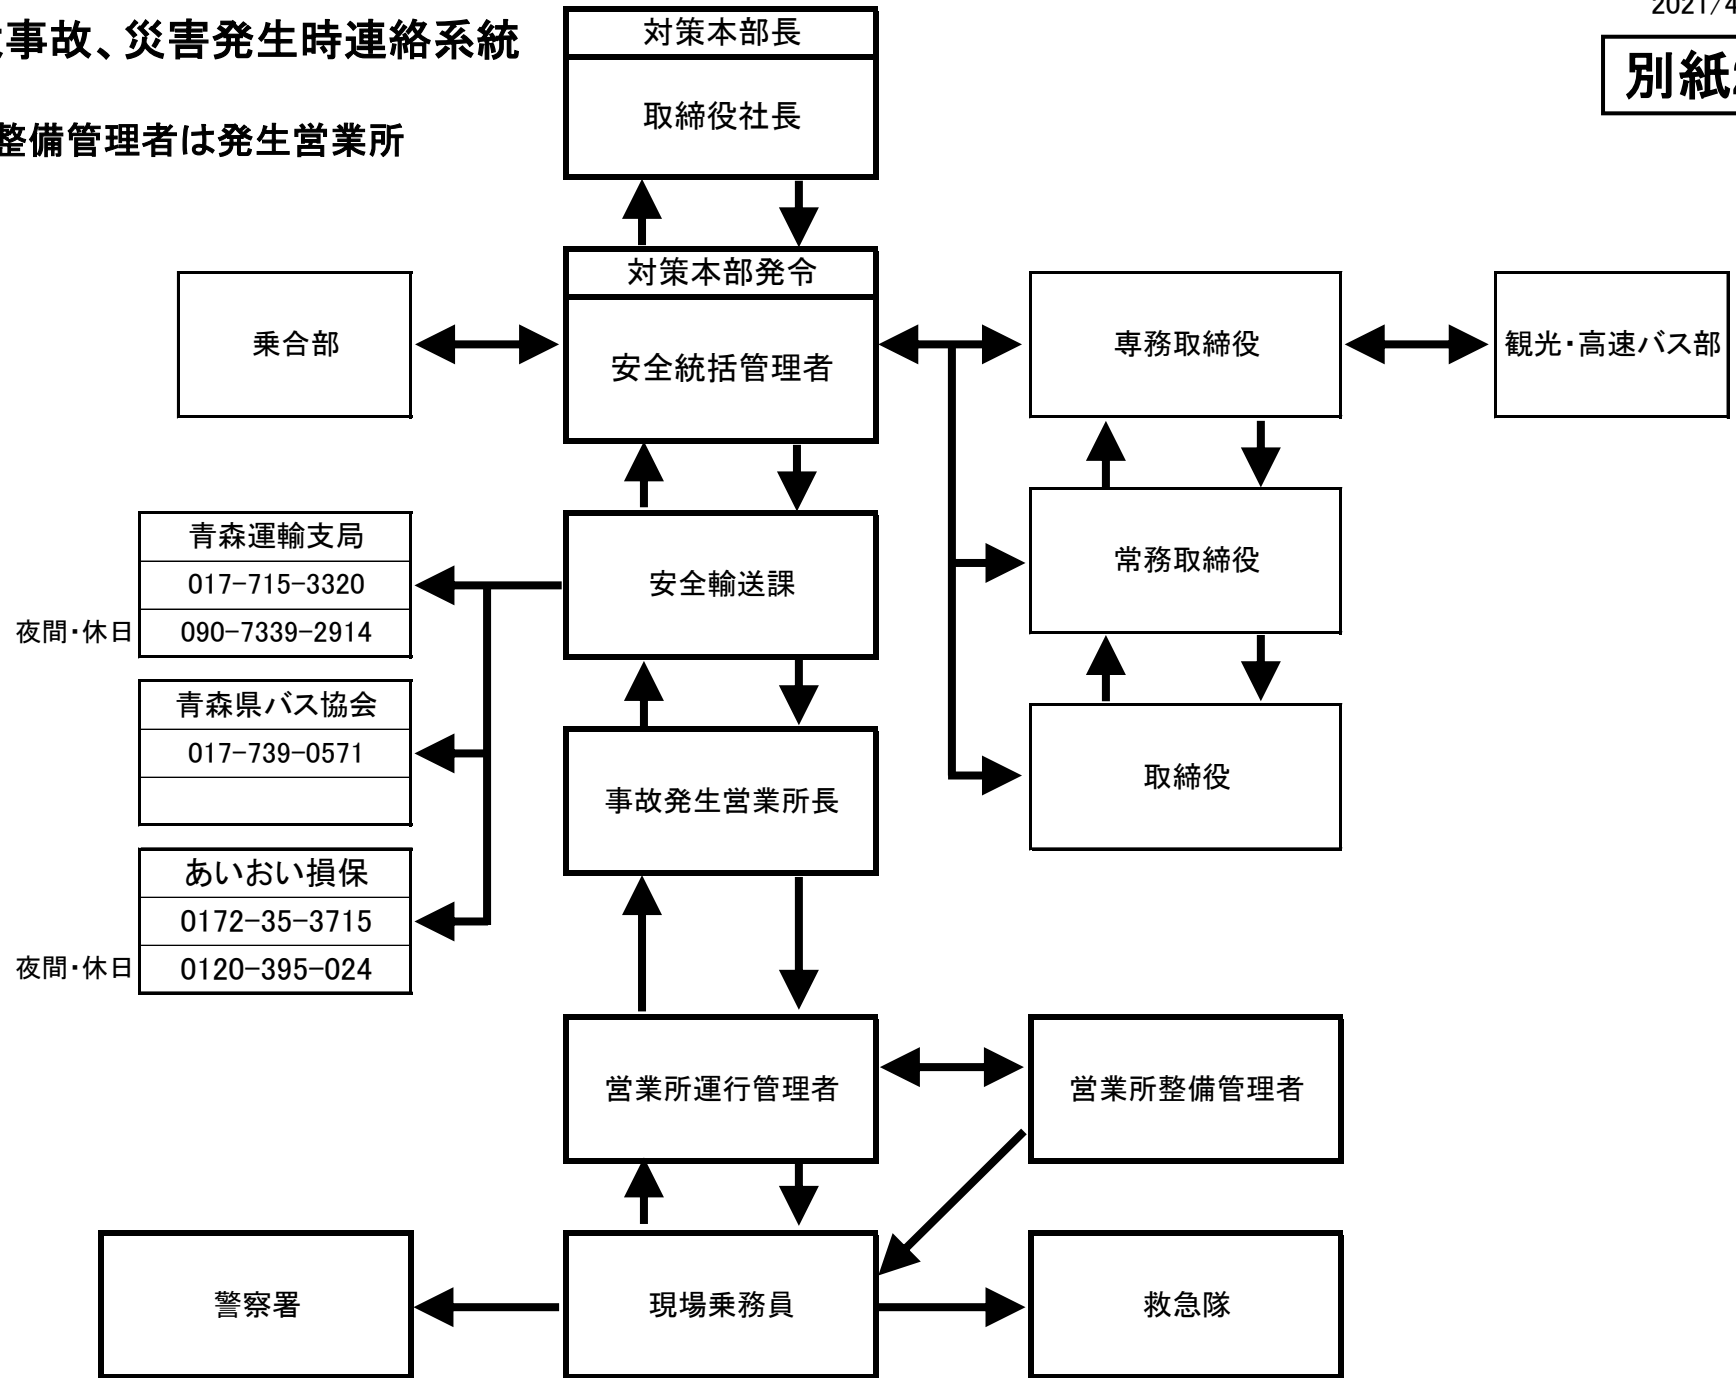 事故、災害発生時連絡系統
2021/4
別紙
整備管理者は発生営業所
対策本部長
取締役社長
対策本部発令
安全統括管理者
乗合部
専務取締役
観光・高速バス部
常務取締役
取締役
安全輸送課
青森運輸支局
017-715-3320
夜間・休日 090-7339-2914
青森県バス協会
017-739-0571
あいおい損保
0172-35-3715
夜間・休日 0120-395-024
事故発生営業所長
営業所運行管理者
営業所整備管理者
警察署
現場乗務員
救急隊